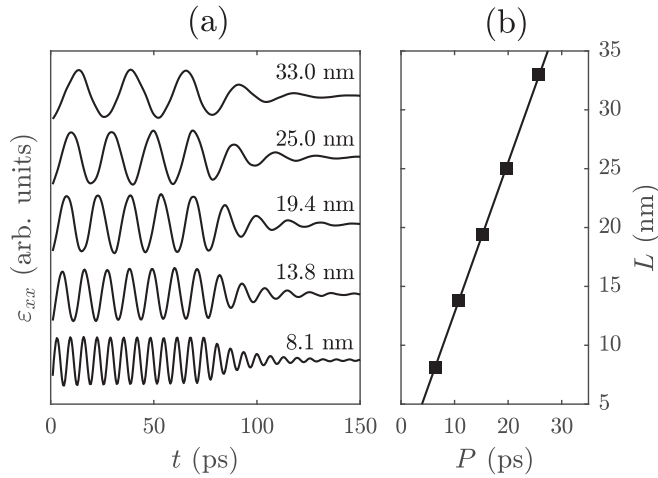 (a)
(b)
33.0 nm
25.0 nm
19.4 nm
13.8 nm
8.1 nm
εxx (arb. units)
0 50 100 150
t (ps)
35
30
25
20
15
10
5
L (nm)
0 10 20 30
P (ps)